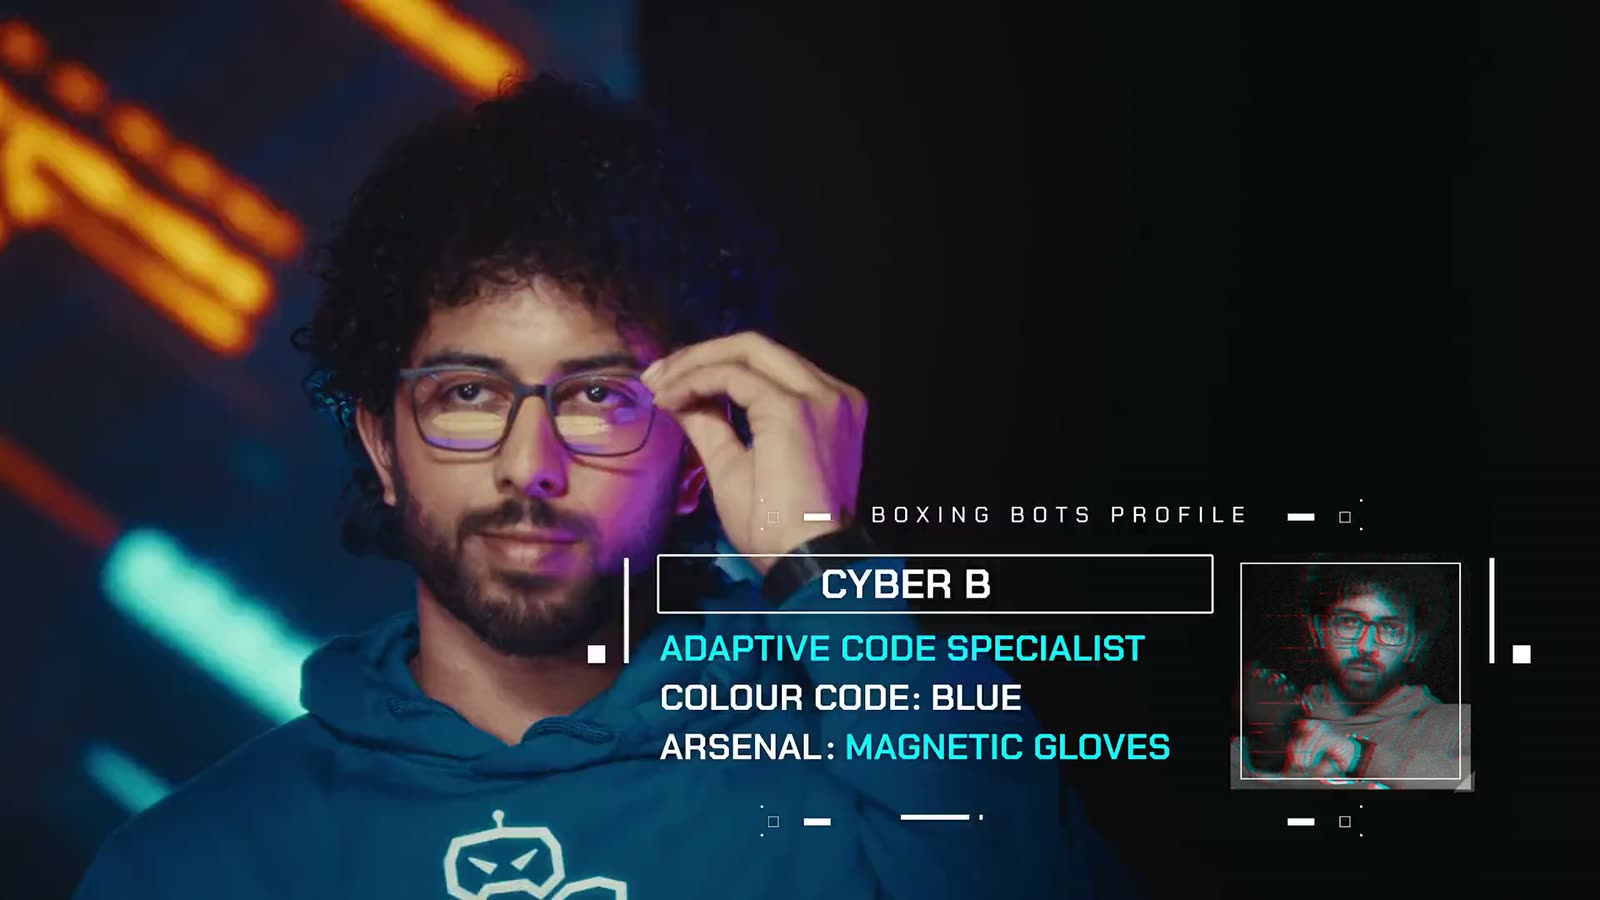 BOXING BOTS PROFILE
CYBER B
ADAPTIVE CODE SPECIALIST
COLOUR CODE: BLUE
ARSENAL: MAGNETIC GLOVES